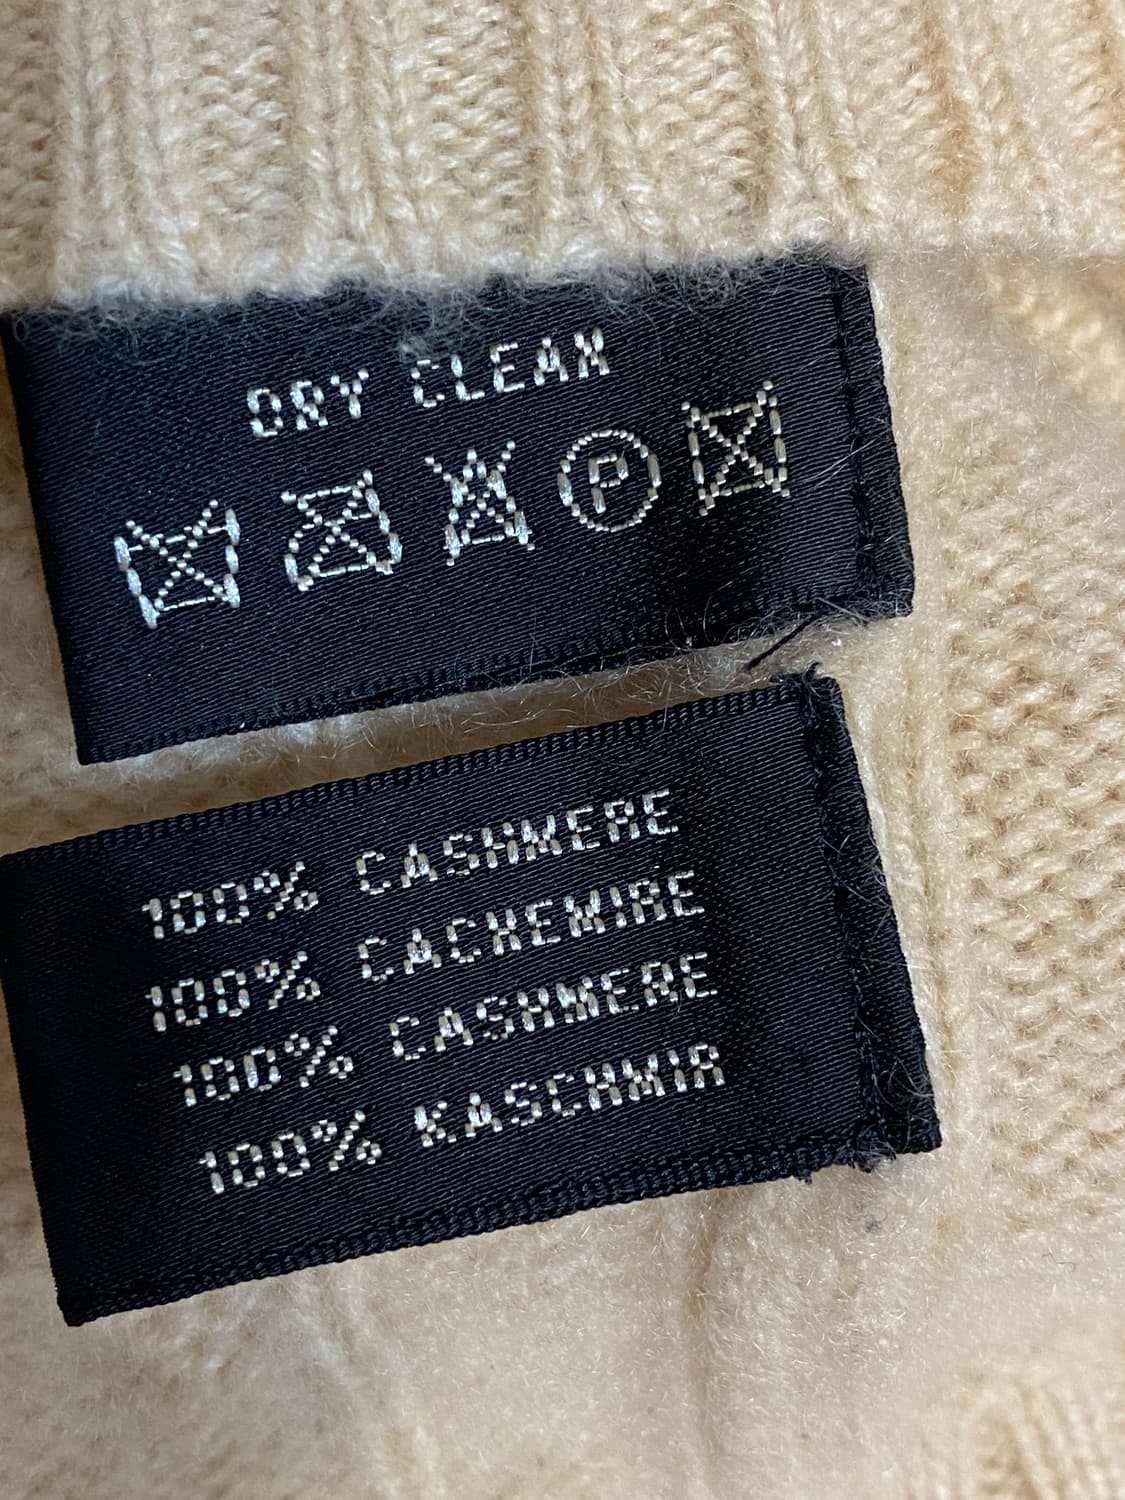 DRY CLEAN
P
100% CASHMERE
100% CACHEMIRE
100% CASHMERE
100% KASCHMIR